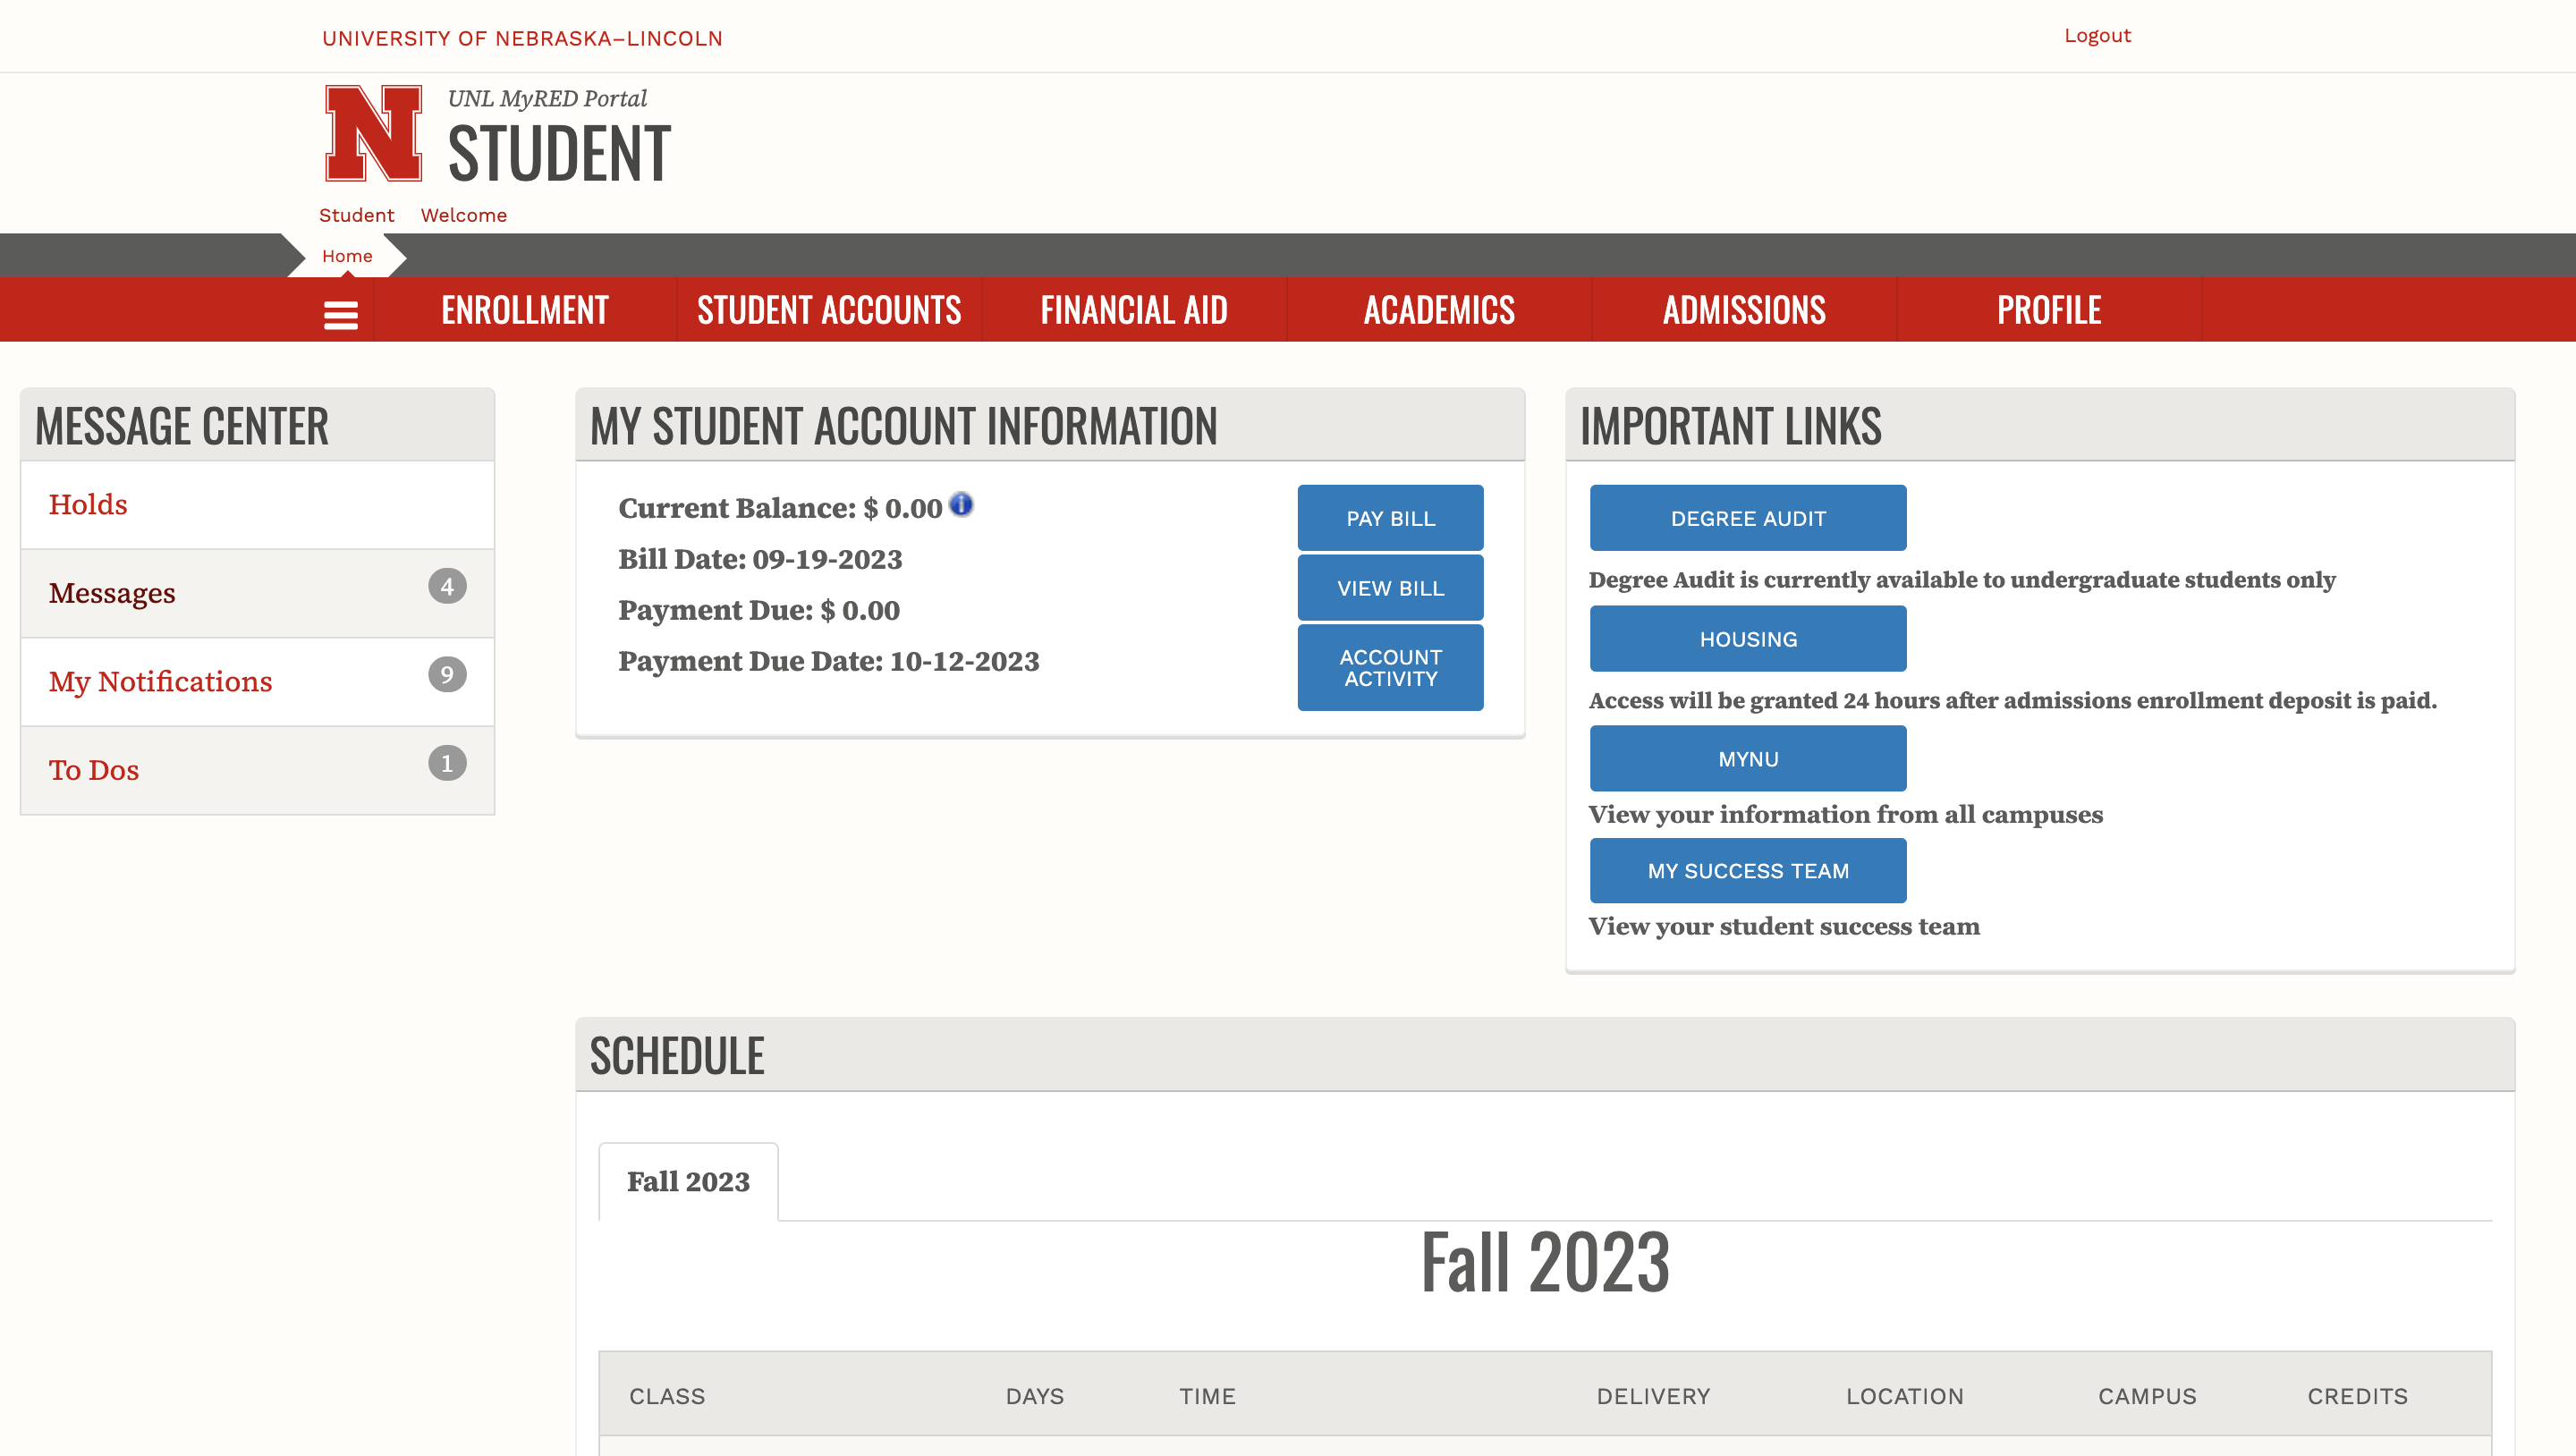 UNIVERSITY OF NEBRASKA–LINCOLN
Logout
N
UNL MyRED Portal
STUDENT
Student Welcome
Home
ENROLLMENT STUDENT ACCOUNTS FINANCIAL AID ACADEMICS ADMISSIONS PROFILE
MESSAGE CENTER
Holds
Messages 4
My Notifications 9
To Dos 1
MY STUDENT ACCOUNT INFORMATION
Current Balance: $ 0.00 i
Bill Date: 09-19-2023
Payment Due: $ 0.00
Payment Due Date: 10-12-2023
PAY BILL
VIEW BILL
ACCOUNT
ACTIVITY
IMPORTANT LINKS
DEGREE AUDIT
Degree Audit is currently available to undergraduate students only
HOUSING
Access will be granted 24 hours after admissions enrollment deposit is paid.
MYNU
View your information from all campuses
MY SUCCESS TEAM
View your student success team
SCHEDULE
Fall 2023
Fall 2023
CLASS DAYS TIME DELIVERY LOCATION CAMPUS CREDITS